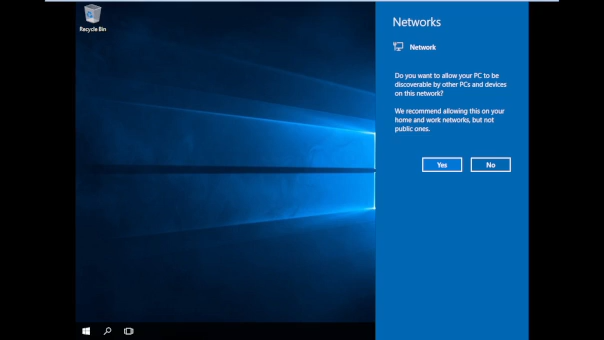 Recycle Bin
Networks
Network
Do you want to allow your PC to be
discoverable by other PCs and devices
on this network?
We recommend allowing this on your
home and work networks, but not
public ones.
Yes
No